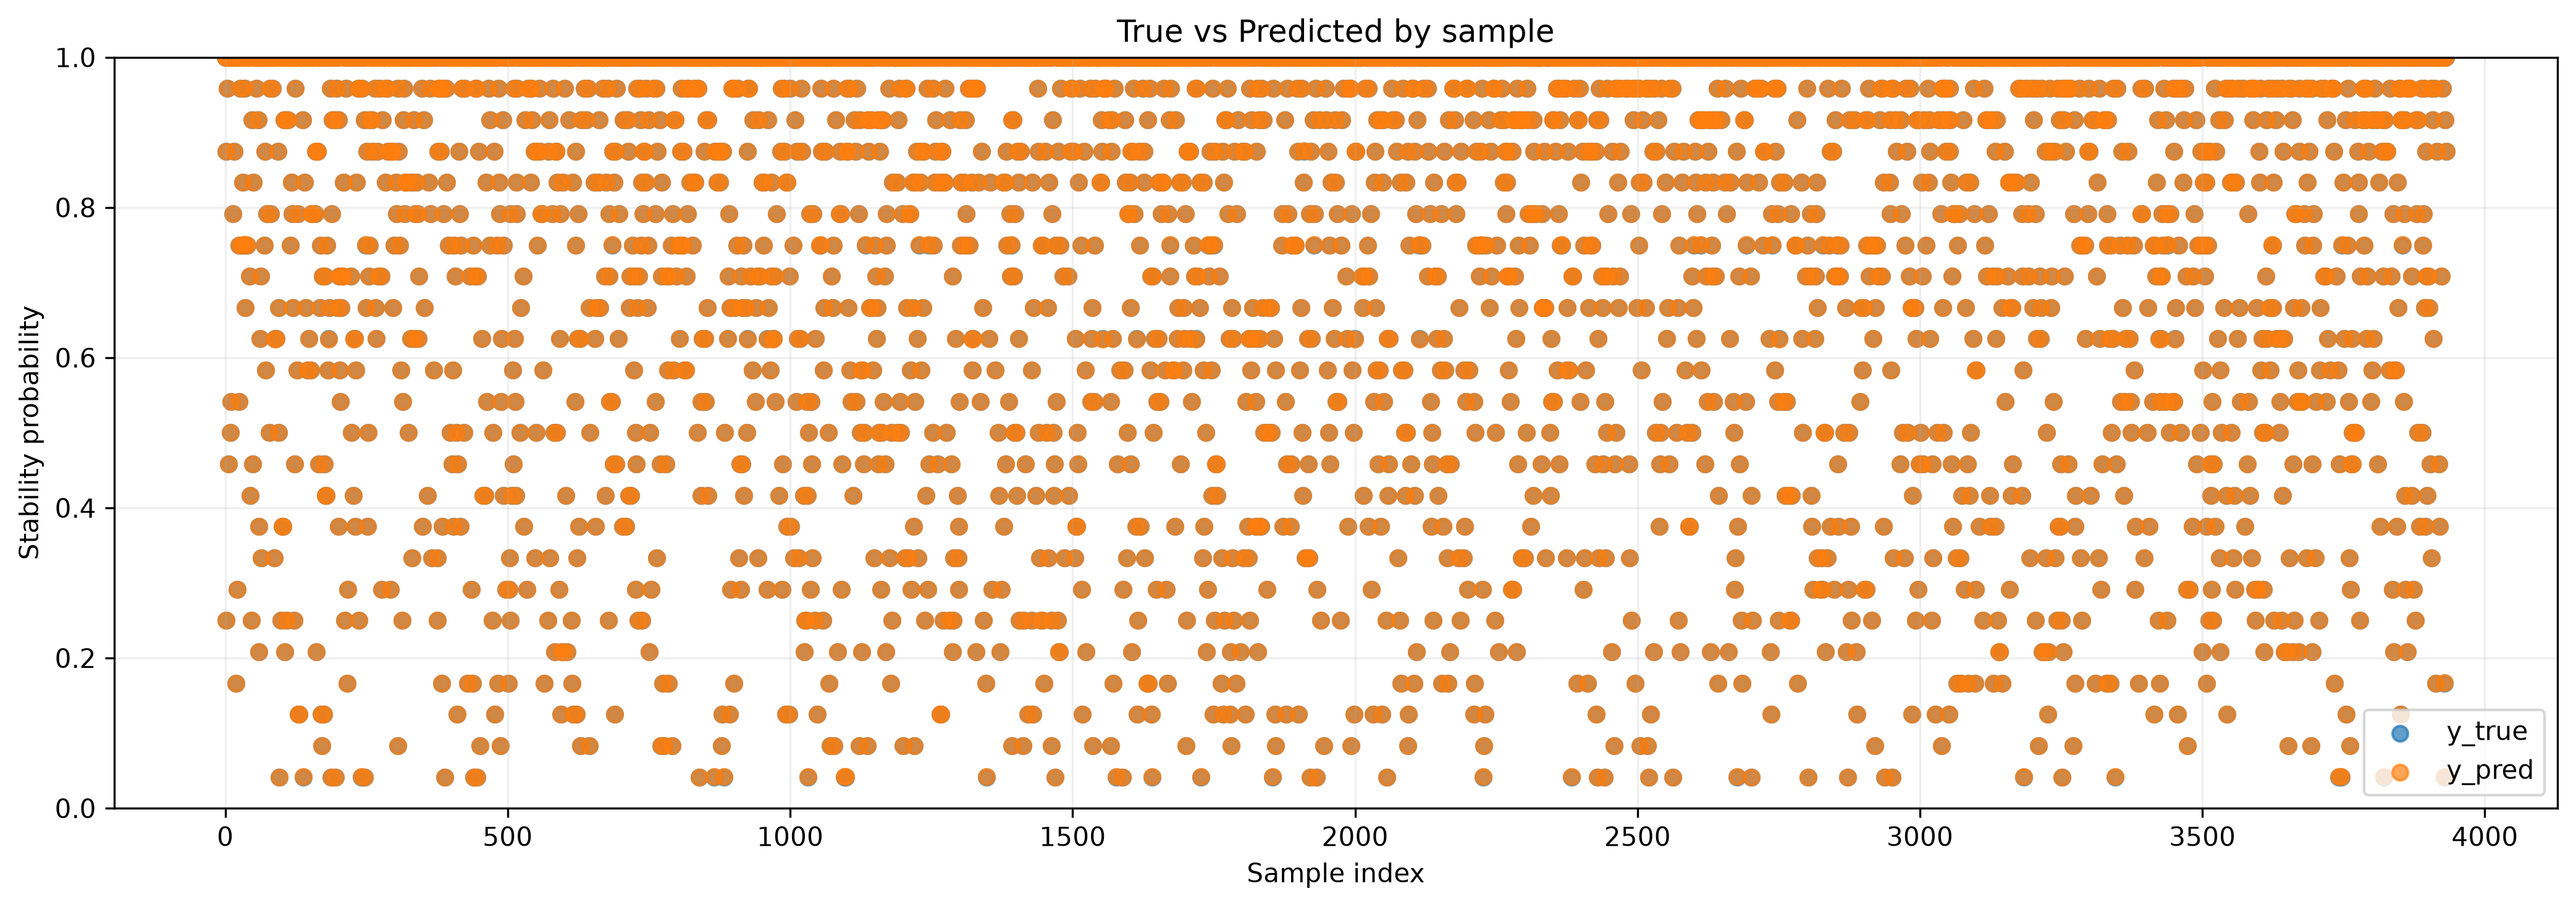 True vs Predicted by sample
Stability probability
1.0
0.8
0.6
0.4
0.2
0.0
0 500 1000 1500 2000 2500 3000 3500 4000
Sample index
y_true
y_pred